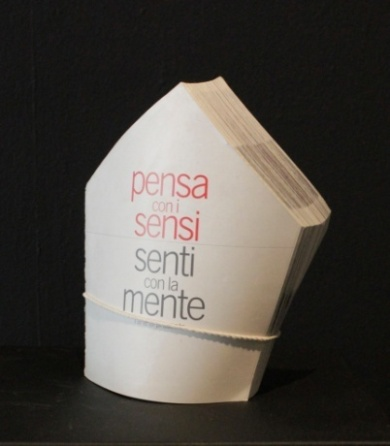 pensa
con i
sensi
senti
con la
mente